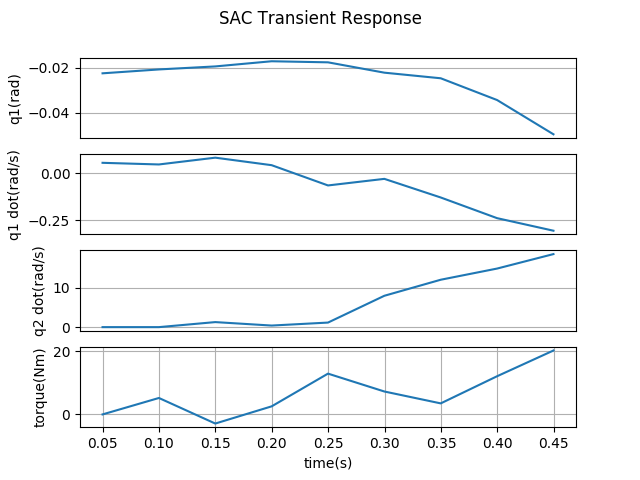 SAC Transient Response
q1(rad)
−0.02
−0.04
q1 dot(rad/s)
0.00
−0.25
q2 dot(rad/s)
10
0
torque(Nm)
20
0
0.05 0.10 0.15 0.20 0.25 0.30 0.35 0.40 0.45
time(s)